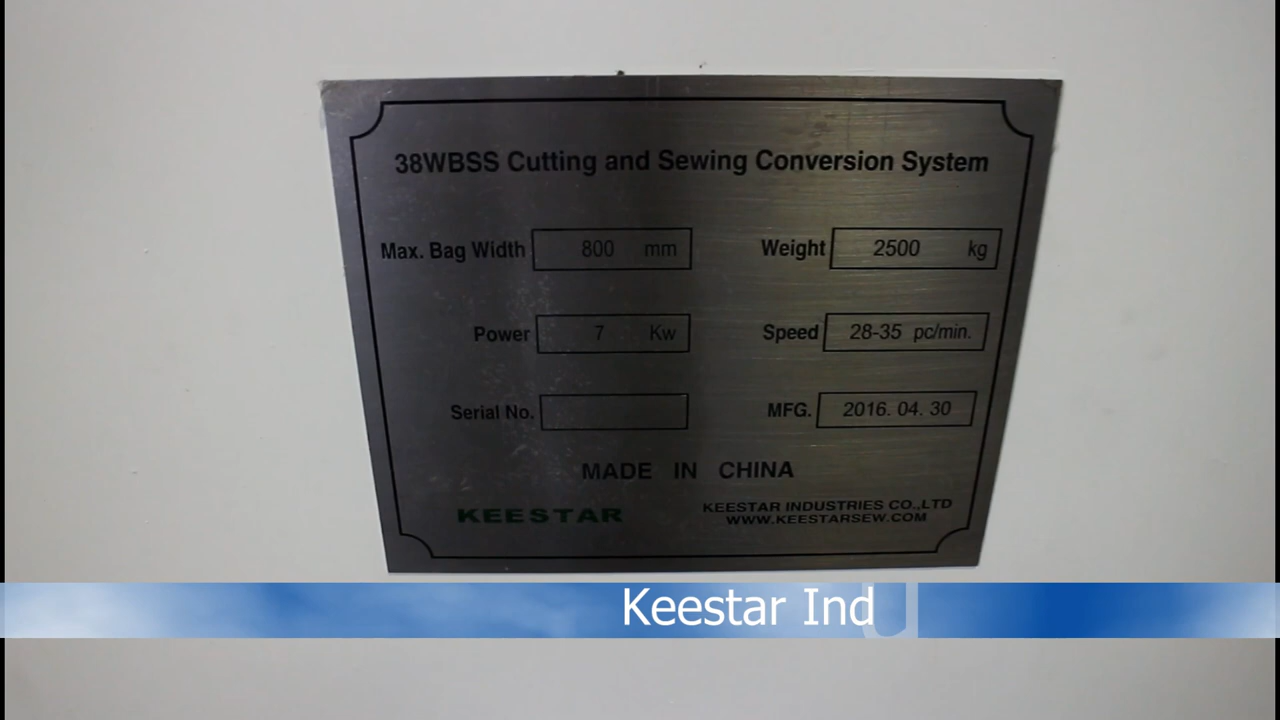 38WBSS Cutting and Sewing Conversion System
Max. Bag Width 800 mm Weight 2500 kg
Power 7 Kw Speed 28-35 pc/min.
Serial No. MFG. 2016. 04. 30
MADE IN CHINA
KEESTAR
KEESTAR INDUSTRIES CO.,LTD
WWW.KEESTARSEW.COM
Keestar Ind